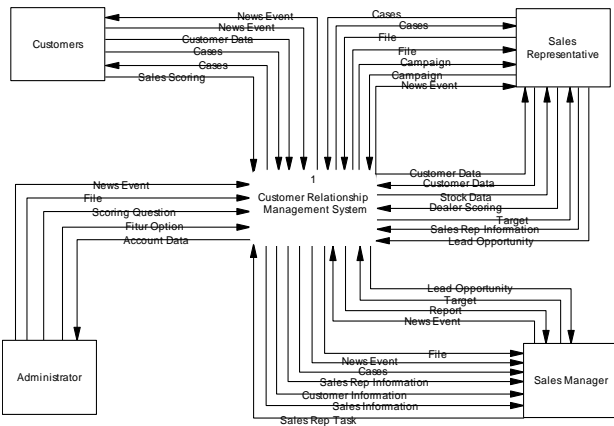 Customers
News Event
News Event
Customer Data
Cases
Cases
Sales Scoring
Cases
Cases
File
File
Campaign
Campaign
News Event
Sales
Representative
1
Customer Relationship
Management System
Customer Data
Customer Data
Stock Data
Dealer Scoring
Target
Sales Rep Information
Lead Opportunity
News Event
File
Scoring Question
Fitur Option
Account Data
Administrator
Lead Opportunity
Target
Report
News Event
File
News Event
Cases
Sales Rep Information
Customer Information
Sales Information
Sales Rep Task
Sales Manager